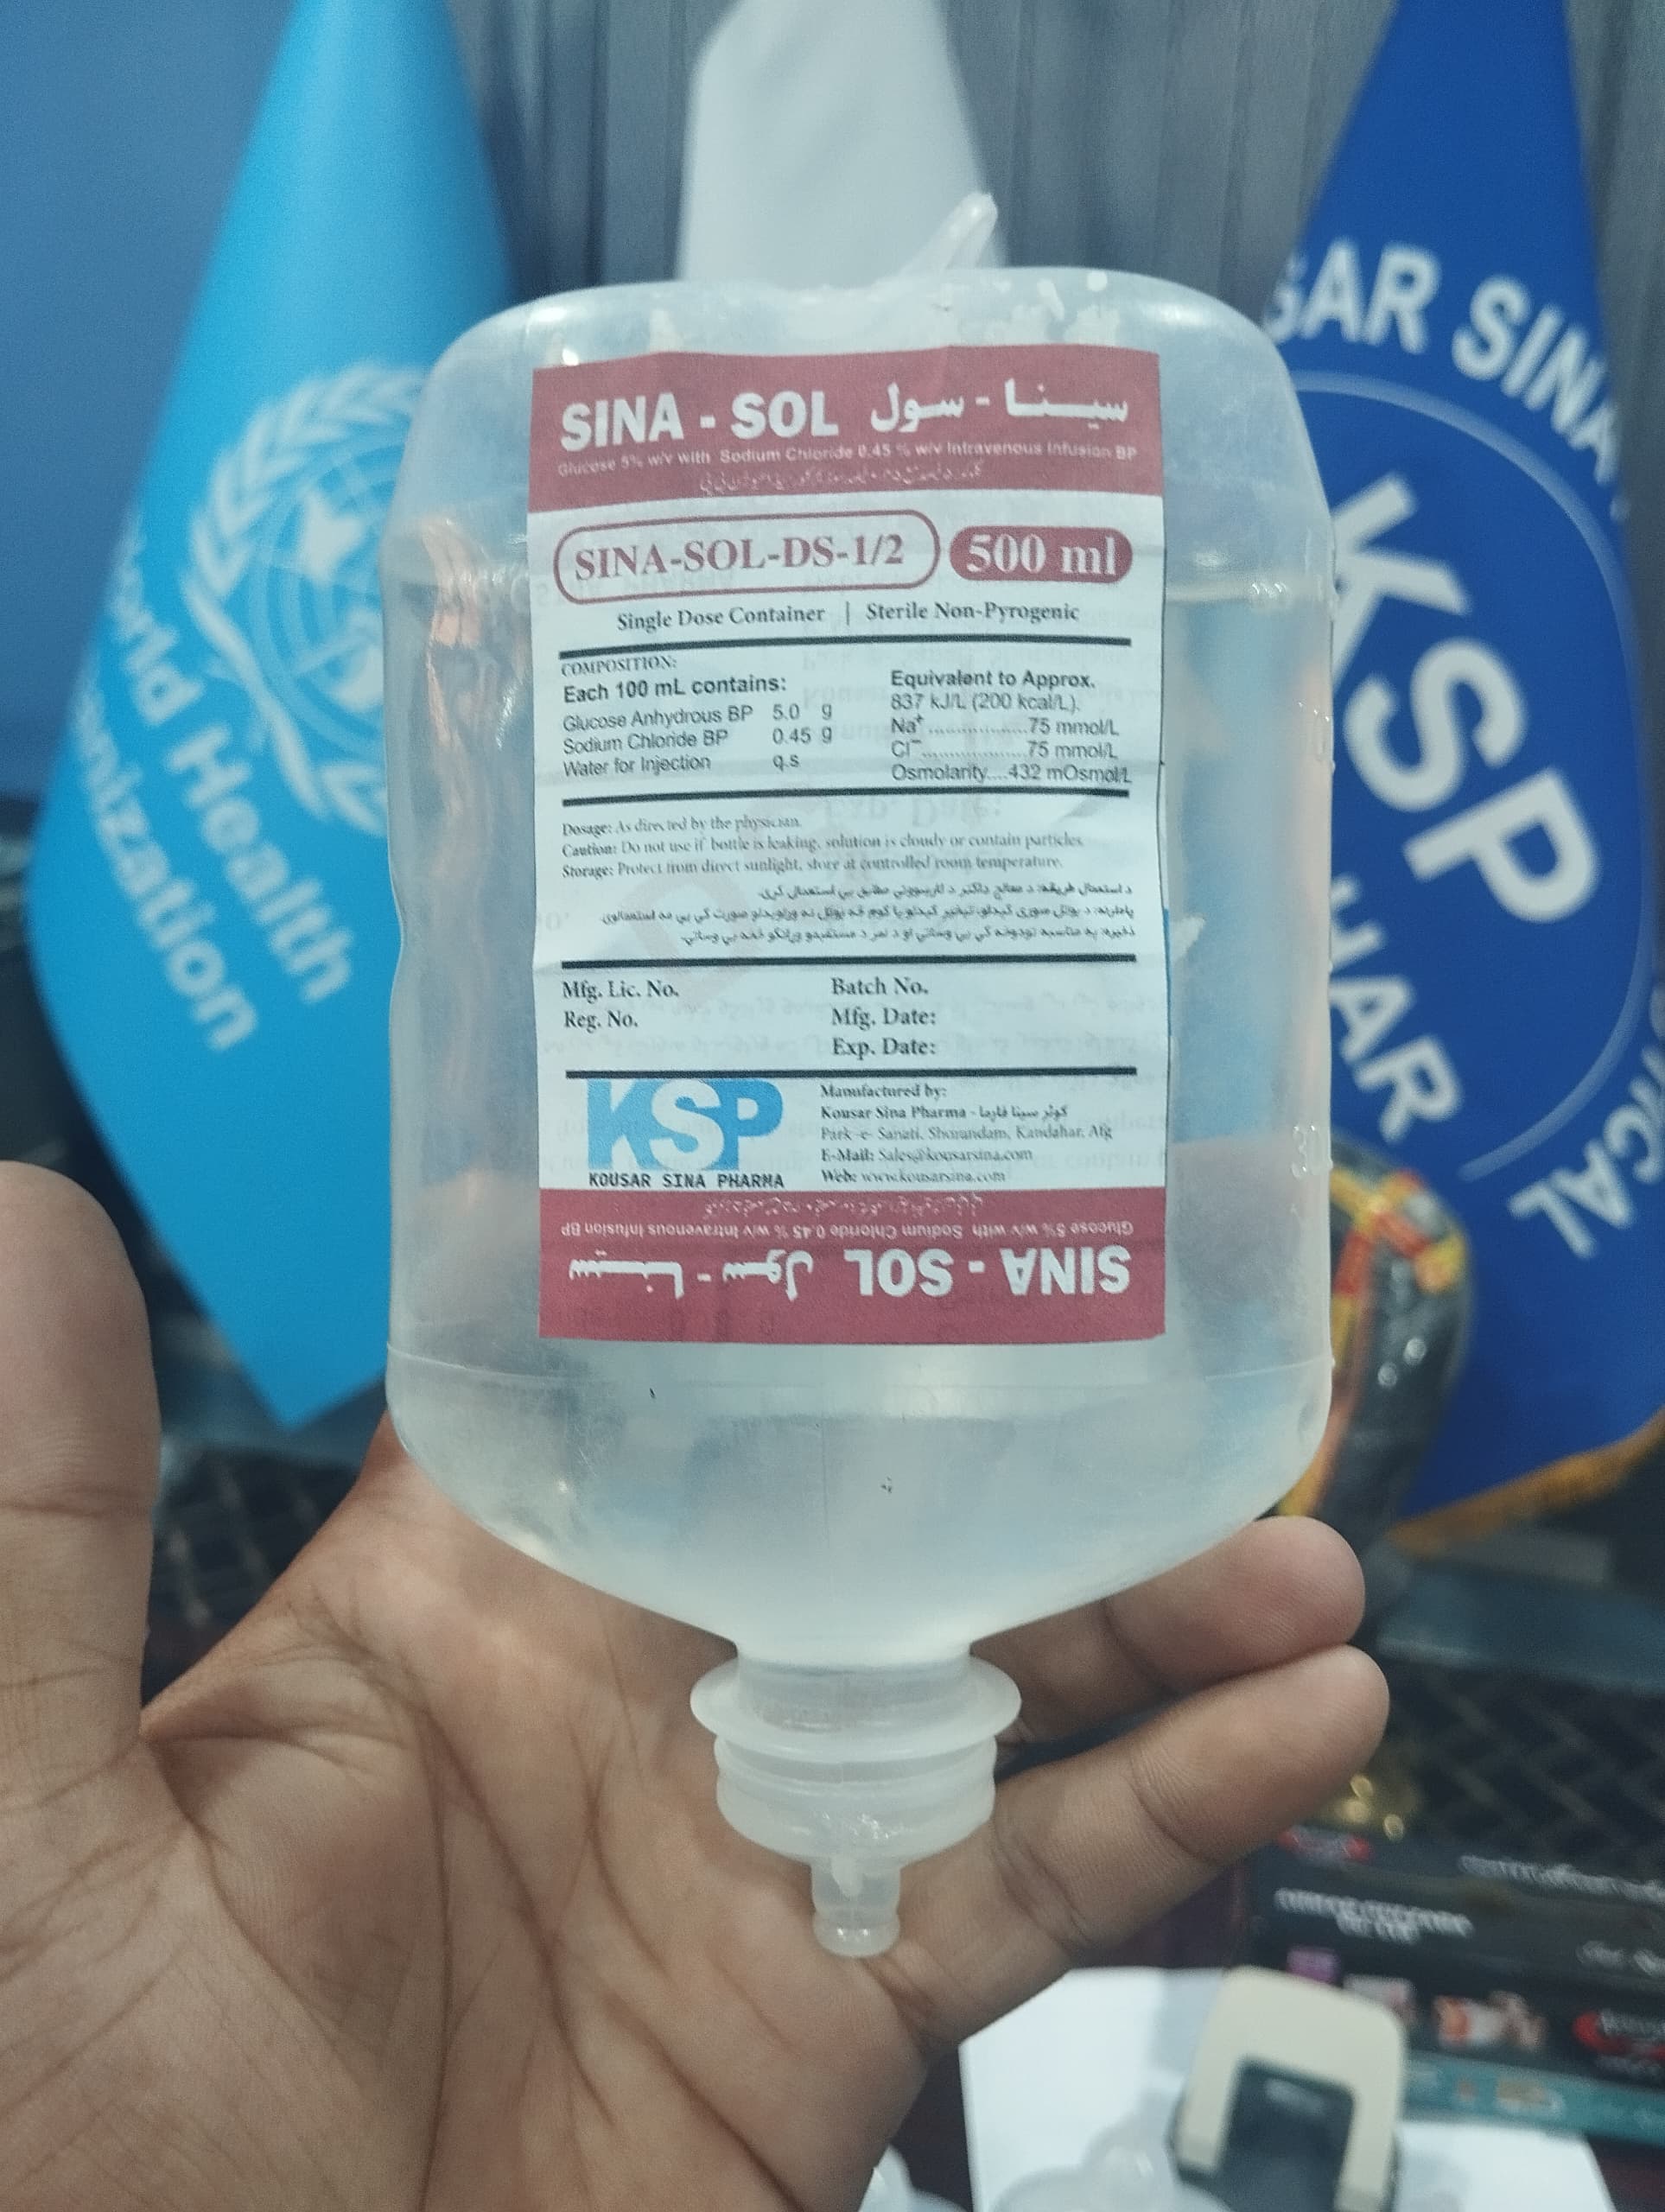 World Health
Organization
SAR SINA
KSP
HAR
SINA - SOL سینا - سول
Glucose 5% w/v with Sodium Chloride 0.45 % w/v Intravenous Infusion BP
SINA-SOL-DS-1/2 500 ml
Single Dose Container | Sterile Non-Pyrogenic
COMPOSITION:
Each 100 mL contains:
Glucose Anhydrous BP 5.0 g
Sodium Chloride BP 0.45 g
Water for Injection q.s
Equivalent to Approx.
837 kJ/L (200 kcal/L).
Na+ ..................75 mmol/L
Cl−...................75 mmol/L
Osmolarity....432 mOsmol/L
Dosage: As directed by the physician.
Caution: Do not use if bottle is leaking, solution is cloudy or contain particles.
Storage: Protect from direct sunlight, store at controlled room temperature.
Mfg. Lic. No.
Reg. No.
Batch No.
Mfg. Date:
Exp. Date:
KSP
KOUSAR SINA PHARMA
Manufactured by:
Kousar Sina Pharma - کوثر سینا فارما
Park-e- Sanati, Shorandam, Kandahar, Afg
E-Mail: Sales@kousarsina.com
Web: www.kousarsina.com
Glucose 5% w/v with Sodium Chloride 0.45 % w/v Intravenous Infusion BP
SINA - SOL سینا - سول